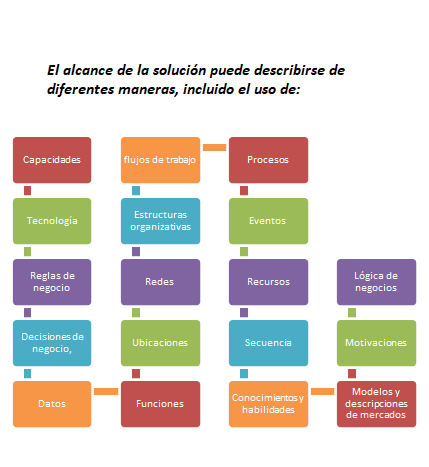 El alcance de la solución puede describirse de
diferentes maneras, incluido el uso de:
Capacidades
Tecnología
Reglas de
negocio
Decisiones de
negocio,
Datos
Funciones
Ubicaciones
Redes
Estructuras
organizativas
flujos de trabajo
Procesos
Eventos
Recursos
Secuencia
Conocimientos y
habilidades
Modelos y
descripciones
de mercados
Motivaciones
Lógica de
negocios